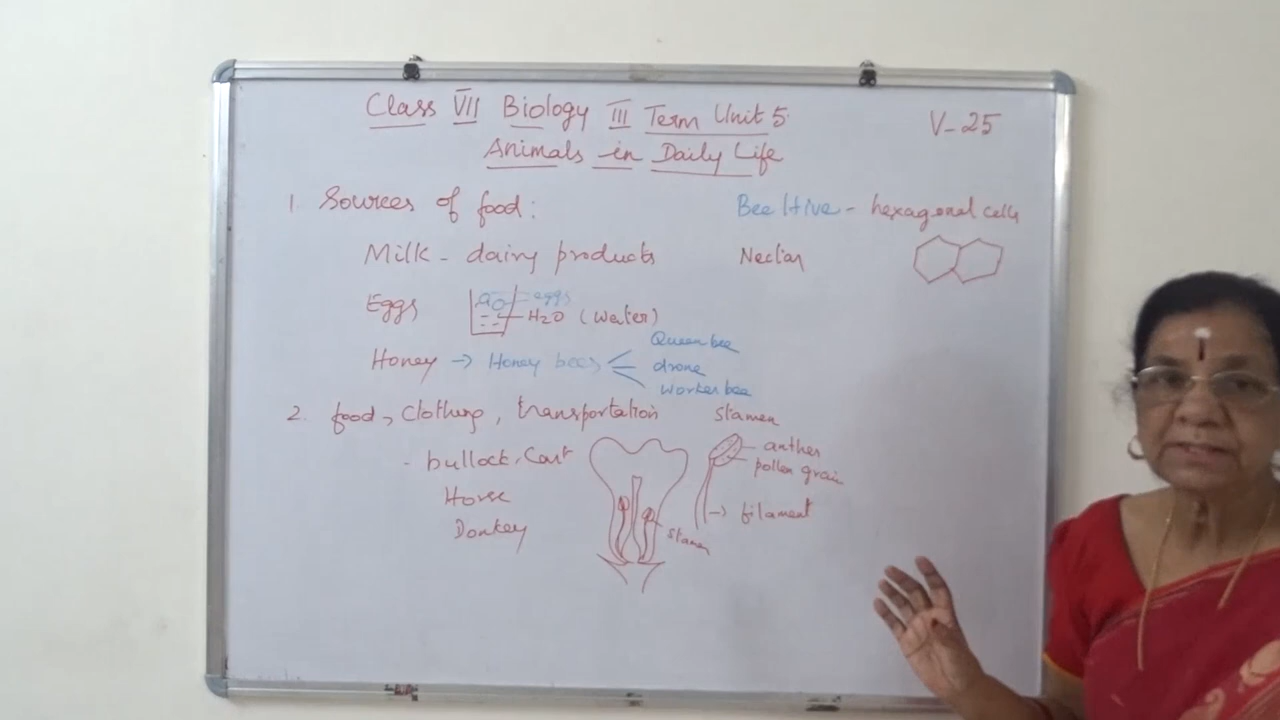 Class VII Biology III Term Unit 5.
V-25
Animals in Daily Life
1 Sources of food:
Bee Hive - hexagonal cells
Milk - dairy products
Nectar
Eggs
eggs
H2O (Water)
Honey → Honey bees
Queen bee
drone
Worker bee
2. food, Clothing, transportation
- bullock. Cart
Horse
Donkey
stamen
stamen
anther
pollen grain
→ filament